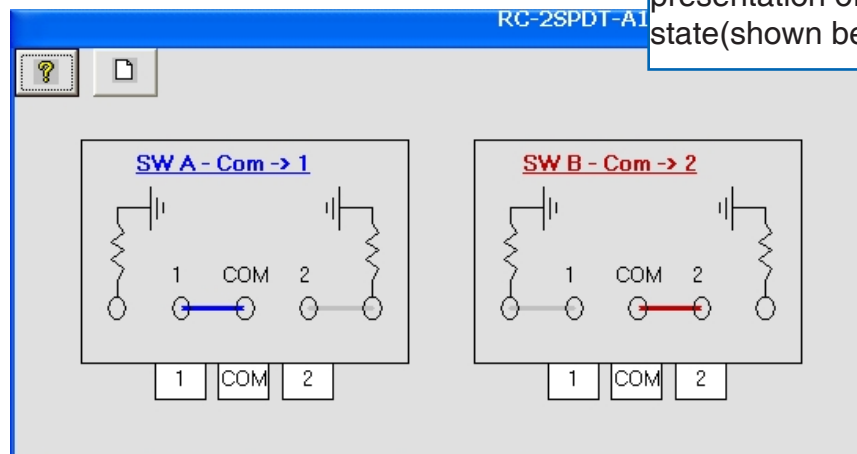 presentation of
state(shown be
RC-2SPDT-A1
?
SW A - Com -> 1
1 COM 2
1 COM 2
SW B - Com -> 2
1 COM 2
1 COM 2